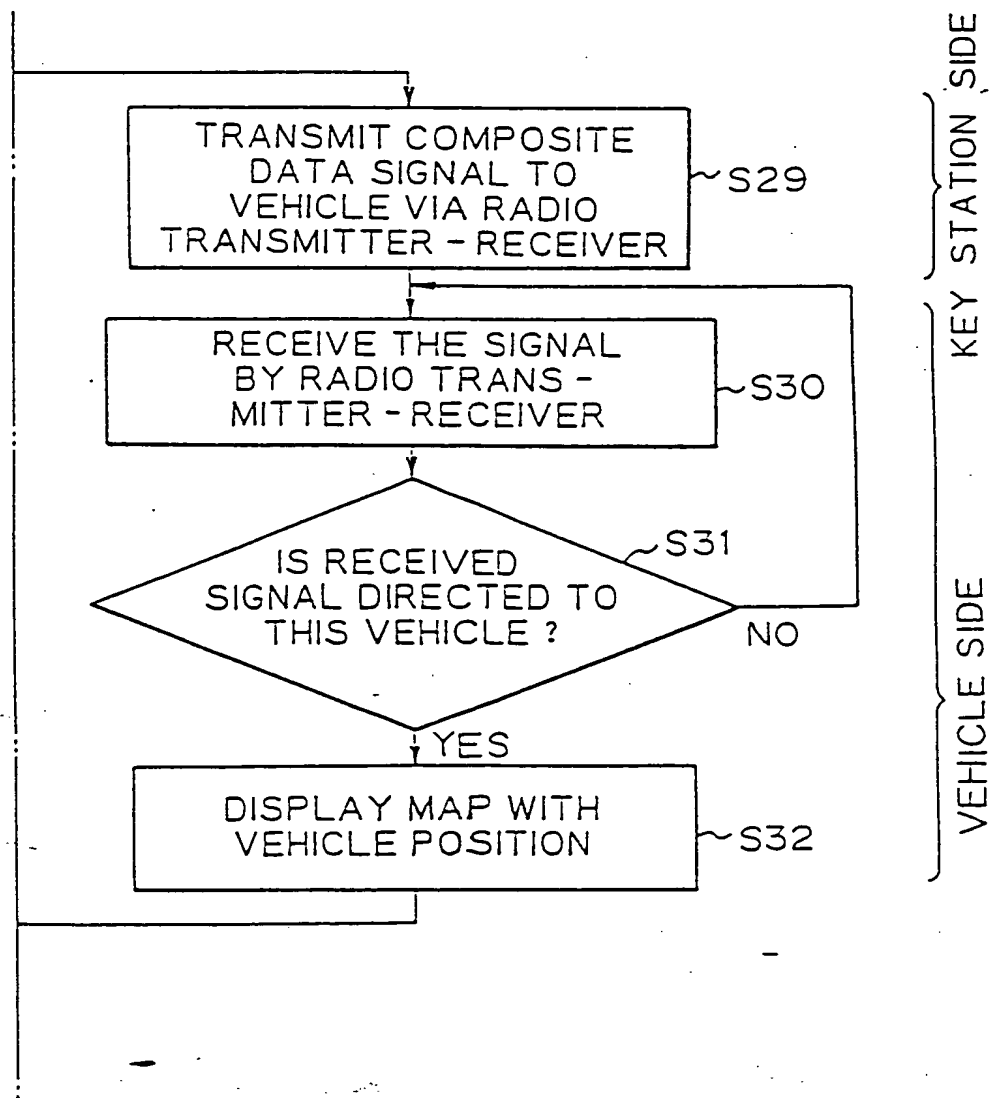 TRANSMIT COMPOSITE
DATA SIGNAL TO
VEHICLE VIA RADIO
TRANSMITTER - RECEIVER
S29
KEY STATION SIDE
RECEIVE THE SIGNAL
BY RADIO TRANS -
MITTER - RECEIVER
S30
IS RECEIVED
SIGNAL DIRECTED TO
THIS VEHICLE ?
S31
NO
YES
VEHICLE SIDE
DISPLAY MAP WITH
VEHICLE POSITION
S32